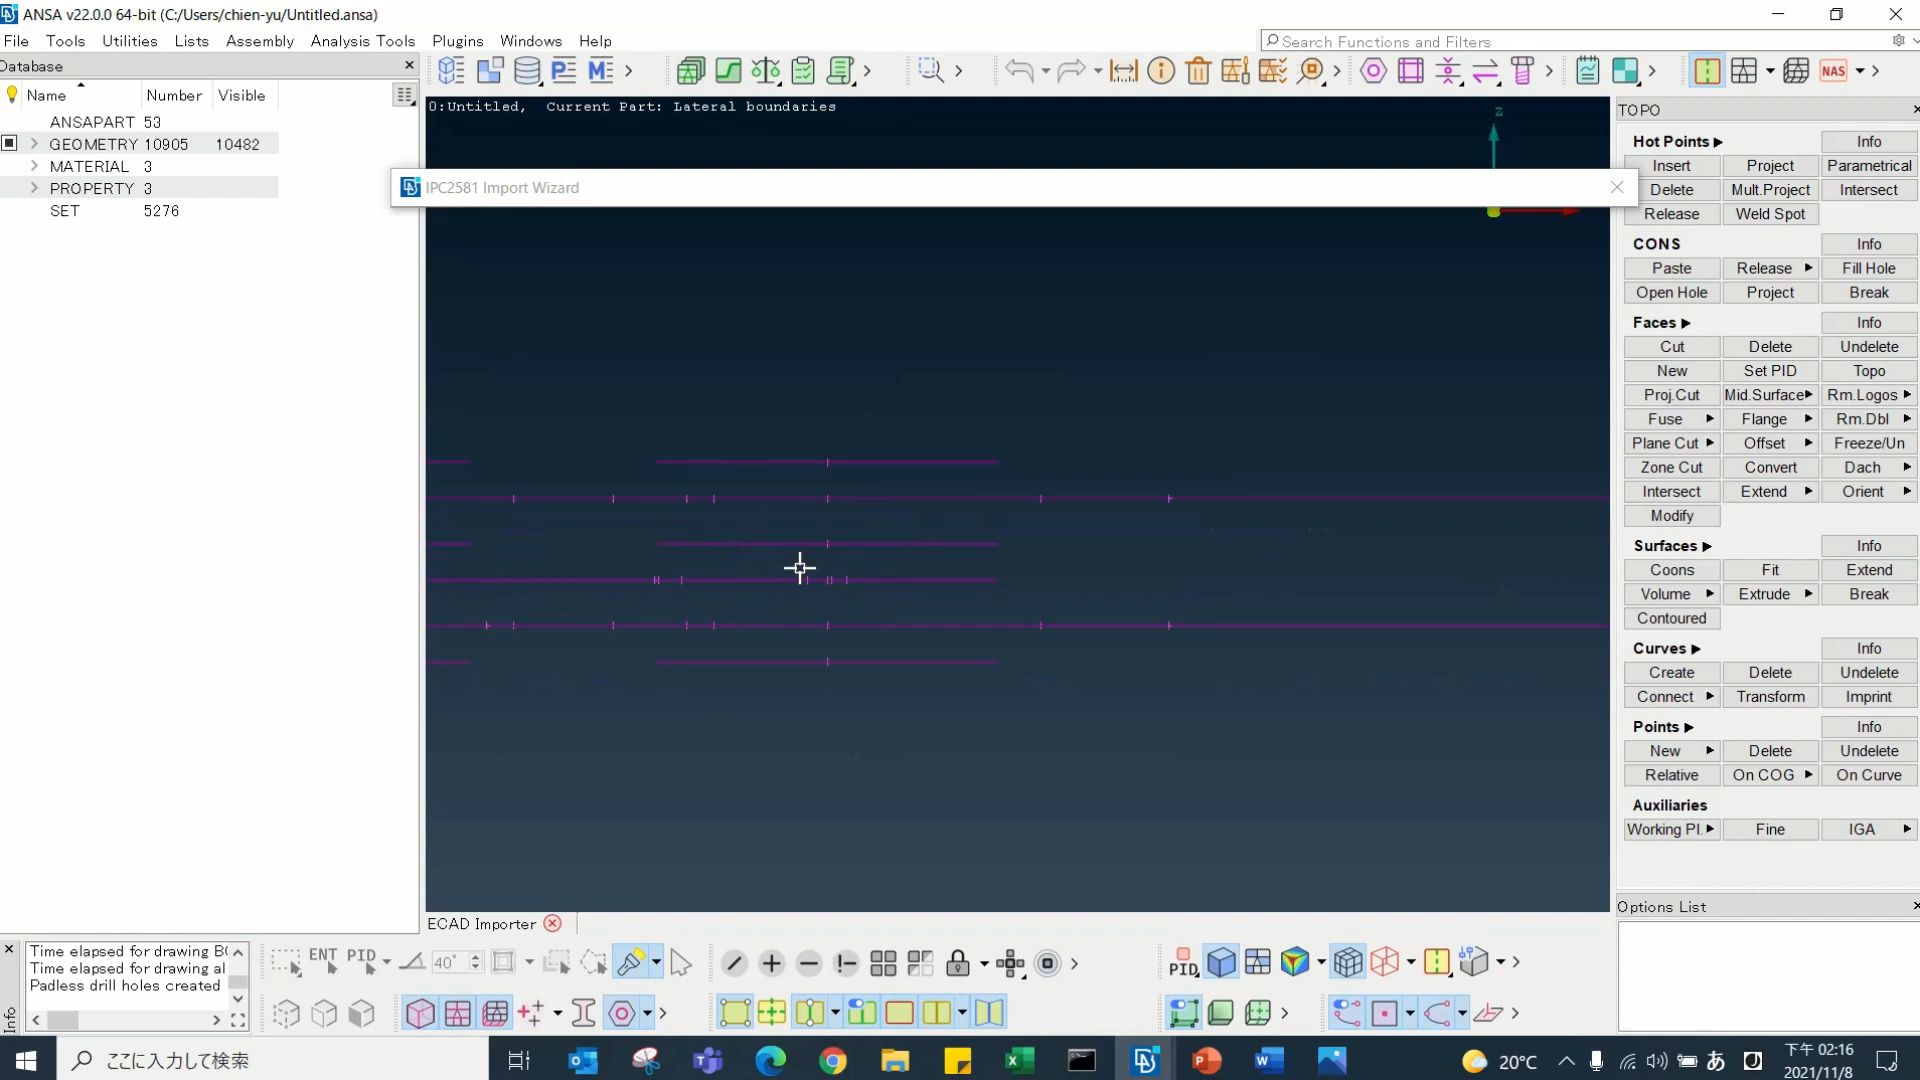 ANSA v22.0.0 64-bit (C:/Users/chien-yu/Untitled.ansa)
File Tools Utilities Lists Assembly Analysis Tools Plugins Windows Help
Search Functions and Filters
Database
Name Number Visible
ANSAPART 53
GEOMETRY 10905 10482
MATERIAL 3
PROPERTY 3
SET 5276
0:Untitled, Current Part: Lateral boundaries
z
IPC2581 Import Wizard
NAS
TOPO
Hot Points Info
Insert Project Parametrical
Delete Mult.Project Intersect
Release Weld Spot
CONS Info
Paste Release Fill Hole
Open Hole Project Break
Faces Info
Cut Delete Undelete
New Set PID Topo
Proj.Cut Mid.Surface Rm.Logos
Fuse Flange Rm.Dbl
Plane Cut Offset Freeze/Un
Zone Cut Convert Dach
Intersect Extend Orient
Modify
Surfaces Info
Coons Fit Extend
Volume Extrude Break
Contoured
Curves Info
Create Delete Undelete
Connect Transform Imprint
Points Info
New Delete Undelete
Relative On COG On Curve
Auxiliaries
Working Pl. Fine IGA
Options List
ECAD Importer
Time elapsed for drawing
Time elapsed for drawing al
Padless drill holes created
Info
ENT PID 40°
PID
ここに入力して検索
20°C
あ
下午 02:16
2021/11/8